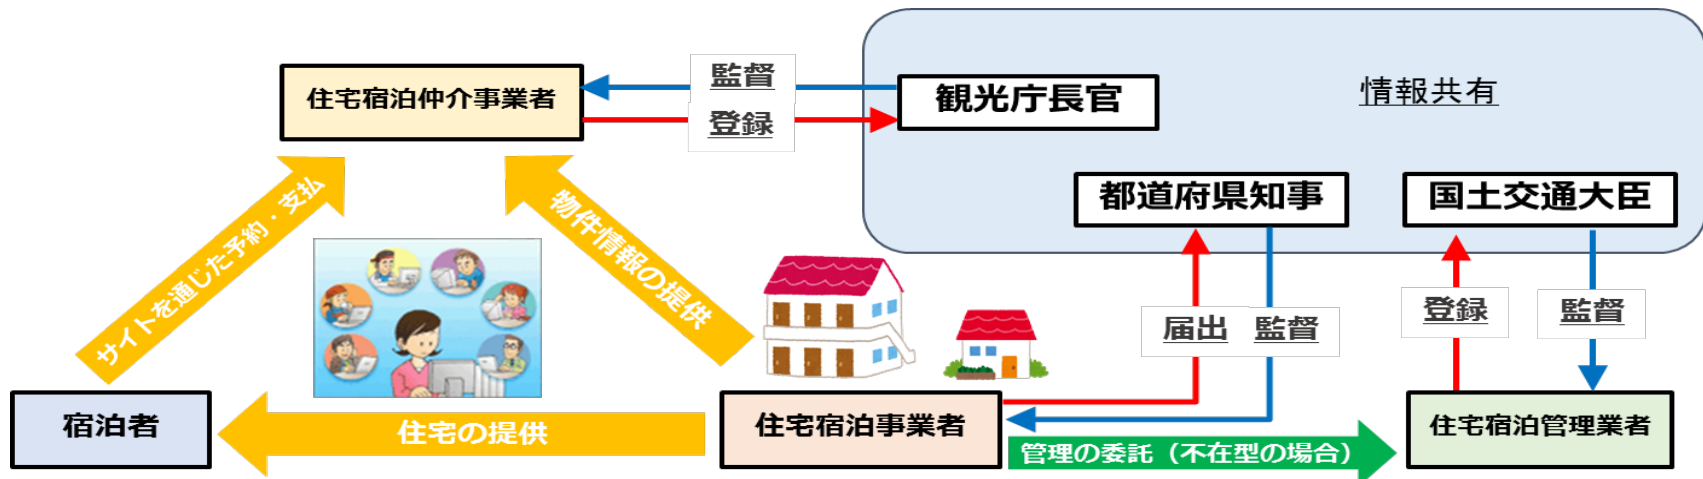 監督
住宅宿泊仲介事業者
観光庁長官
情報共有
登録
都道府県知事
国土交通大臣
サイトを通じた予約・支払
物件情報の提供
届出
監督
登録
監督
宿泊者
住宅の提供
住宅宿泊事業者
住宅宿泊管理業者
管理の委託（不在型の場合）